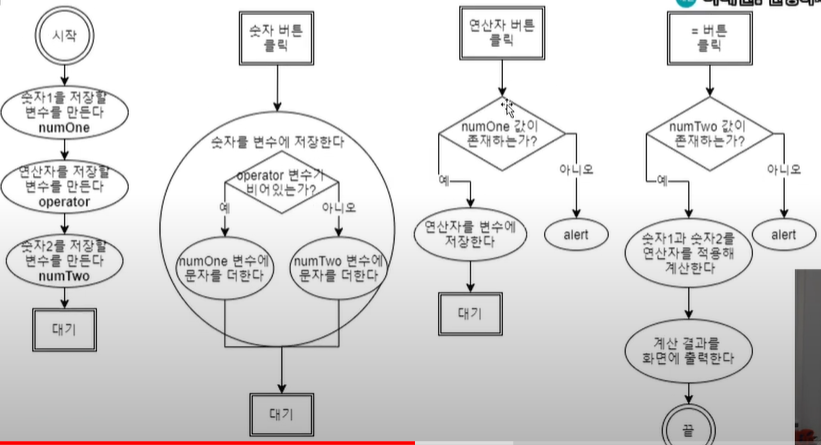 시작
숫자1를 저장할
변수를 만든다
numOne
연산자를 저장할
변수를 만든다
operator
숫자2를 저장할
변수를 만든다
numTwo
대기
숫자 버튼
클릭
숫자를 변수에 저장한다
operator 변수가
비어있는가?
예
아니오
numOne 변수에
문자를 더한다
numTwo 변수에
문자를 더한다
대기
연산자 버튼
클릭
numOne 값이
존재하는가?
예
아니오
연산자를 변수에
저장한다
alert
대기
= 버튼
클릭
numTwo 값이
존재하는가?
예
아니오
숫자1과 숫자2를
연산자를 적용해
계산한다
alert
계산 결과를
화면에 출력한다
끝